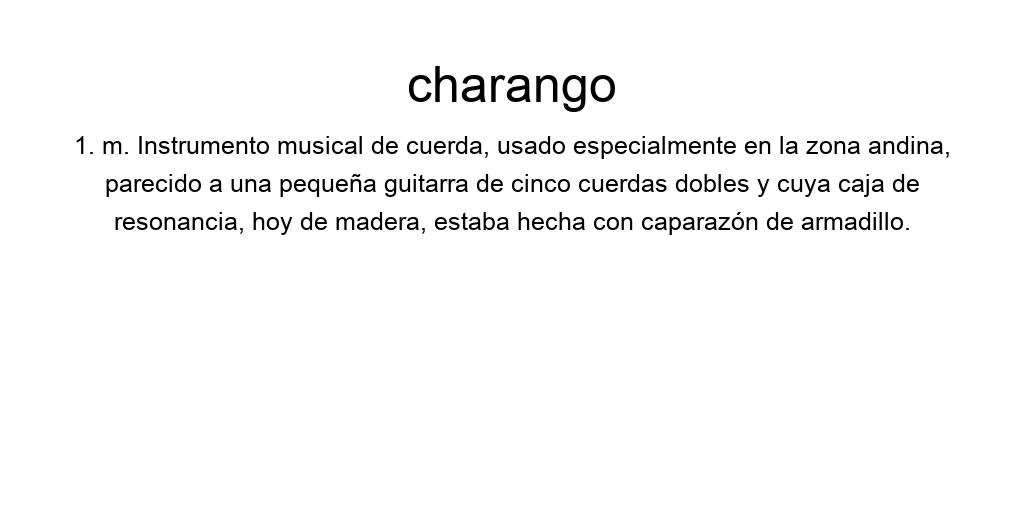 charango
1. m. Instrumento musical de cuerda, usado especialmente en la zona andina,
parecido a una pequeña guitarra de cinco cuerdas dobles y cuya caja de
resonancia, hoy de madera, estaba hecha con caparazón de armadillo.